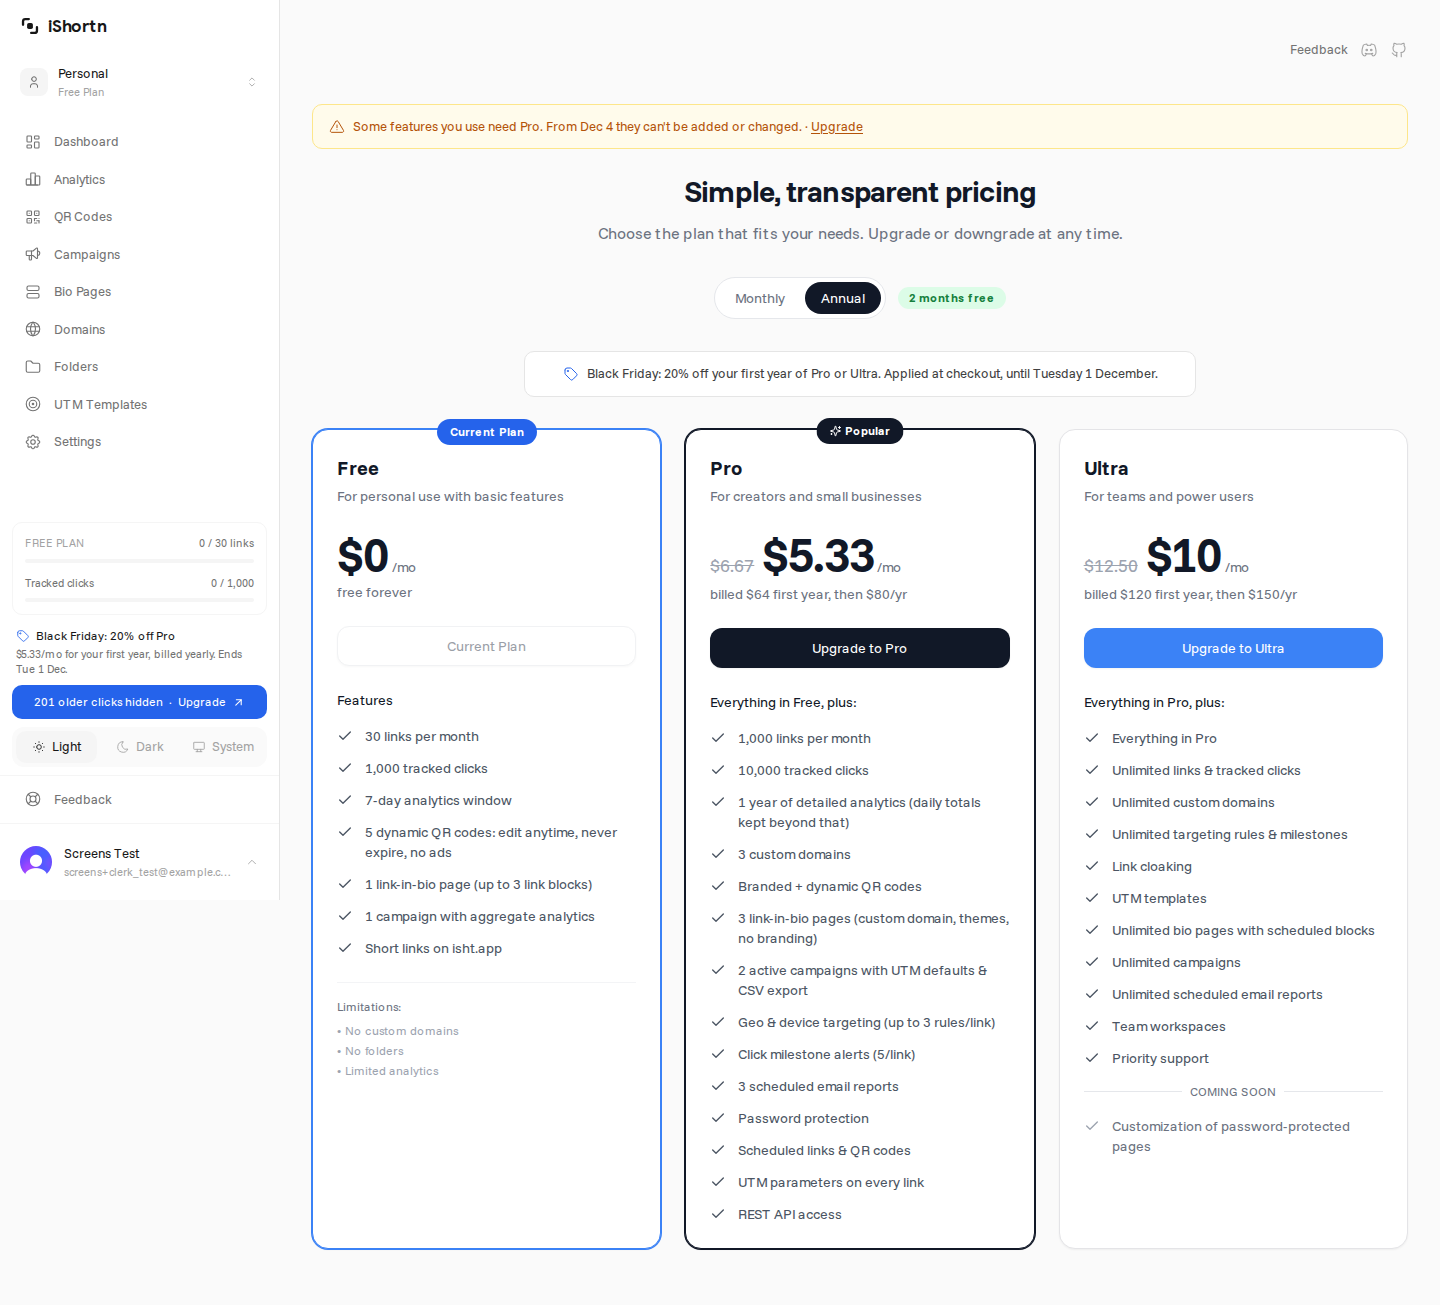 iShortn
Personal
Free Plan
Dashboard
Analytics
QR Codes
Campaigns
Bio Pages
Domains
Folders
UTM Templates
Settings
FREE PLAN 0 / 30 links
Tracked clicks 0 / 1,000
Black Friday: 20% off Pro
$5.33/mo for your first year, billed yearly. Ends
Tue 1 Dec.
201 older clicks hidden · Upgrade
Light Dark System
Feedback
Screens Test
screens+clerk_test@example.c...
Feedback
Some features you use need Pro. From Dec 4 they can't be added or changed. · Upgrade
Simple, transparent pricing
Choose the plan that fits your needs. Upgrade or downgrade at any time.
Monthly Annual 2 months free
Black Friday: 20% off your first year of Pro or Ultra. Applied at checkout, until Tuesday 1 December.
Current Plan
Free
For personal use with basic features
$0 /mo
free forever
Current Plan
Features
30 links per month
1,000 tracked clicks
7-day analytics window
5 dynamic QR codes: edit anytime, never
expire, no ads
1 link-in-bio page (up to 3 link blocks)
1 campaign with aggregate analytics
Short links on isht.app
Limitations:
• No custom domains
• No folders
• Limited analytics
Popular
Pro
For creators and small businesses
$6.67 $5.33 /mo
billed $64 first year, then $80/yr
Upgrade to Pro
Everything in Free, plus:
1,000 links per month
10,000 tracked clicks
1 year of detailed analytics (daily totals
kept beyond that)
3 custom domains
Branded + dynamic QR codes
3 link-in-bio pages (custom domain, themes,
no branding)
2 active campaigns with UTM defaults &
CSV export
Geo & device targeting (up to 3 rules/link)
Click milestone alerts (5/link)
3 scheduled email reports
Password protection
Scheduled links & QR codes
UTM parameters on every link
REST API access
Ultra
For teams and power users
$12.50 $10 /mo
billed $120 first year, then $150/yr
Upgrade to Ultra
Everything in Pro, plus:
Everything in Pro
Unlimited links & tracked clicks
Unlimited custom domains
Unlimited targeting rules & milestones
Link cloaking
UTM templates
Unlimited bio pages with scheduled blocks
Unlimited campaigns
Unlimited scheduled email reports
Team workspaces
Priority support
COMING SOON
Customization of password-protected
pages